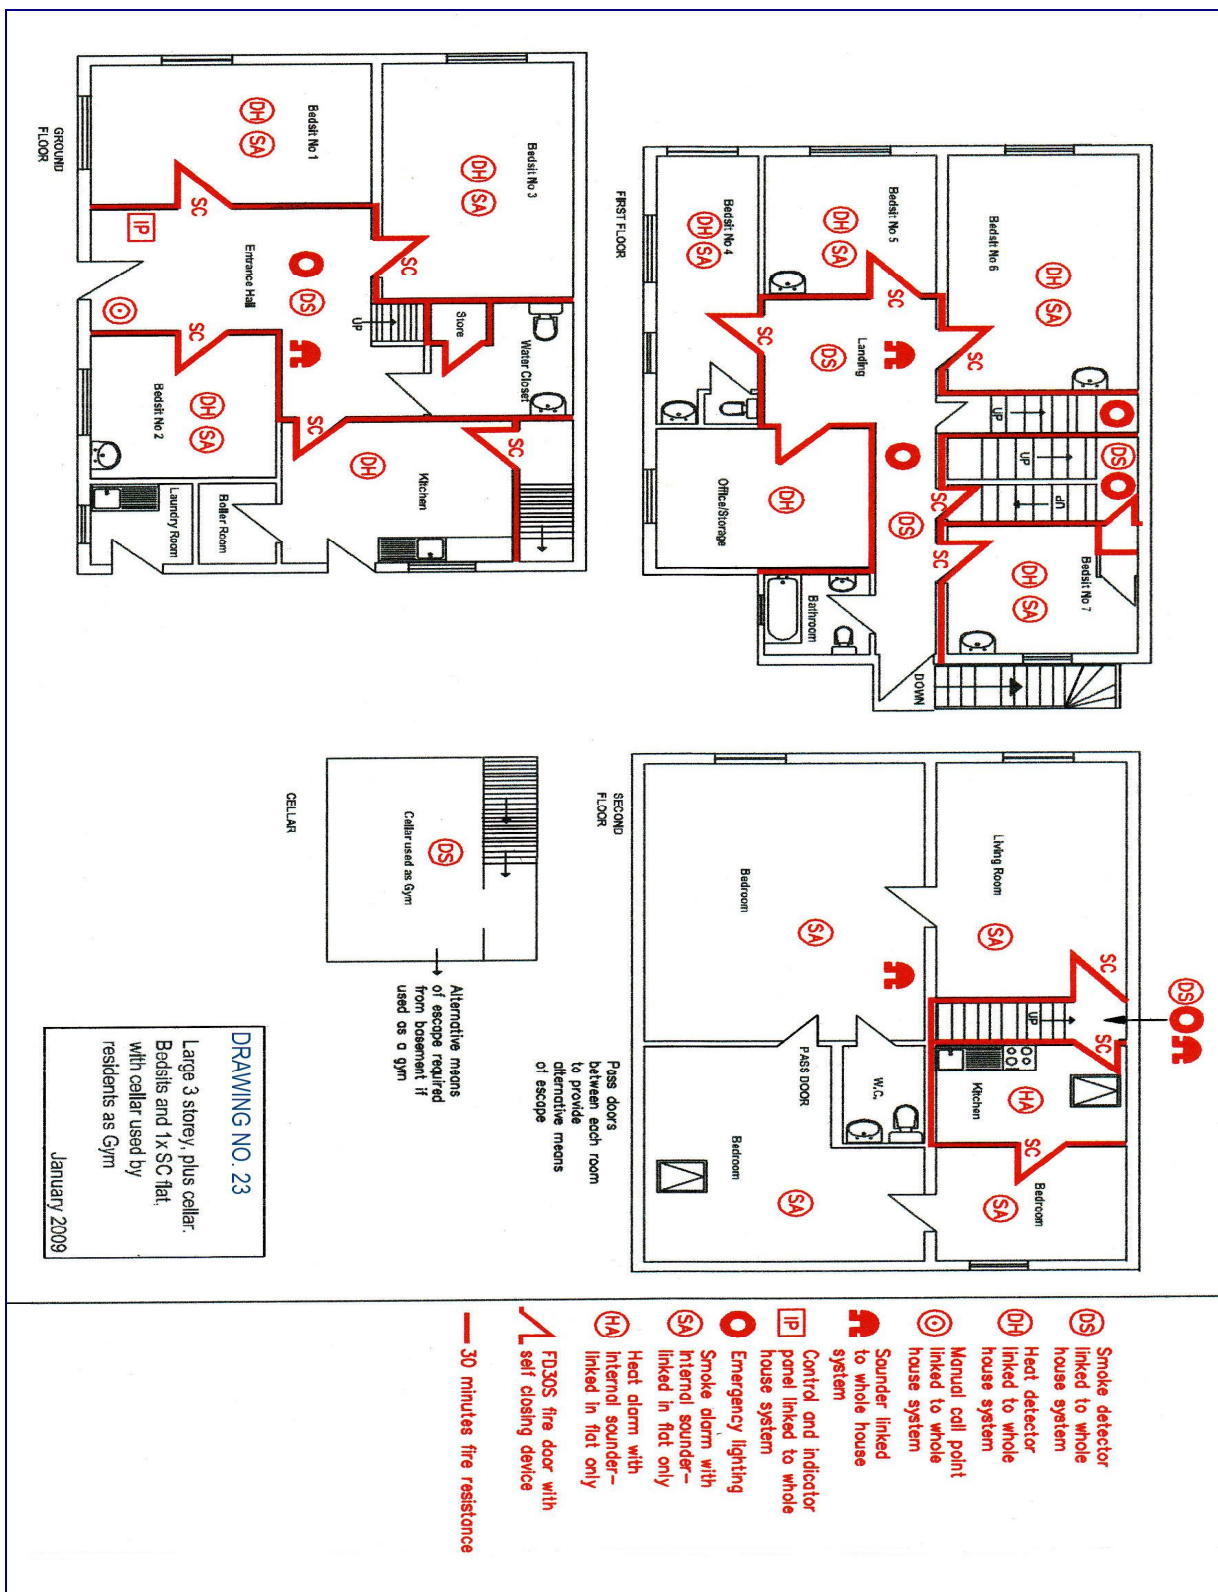 GROUND
FLOOR
Bedsit No 1
DH
SA
SC
IP
Entrance Hall
DS
SC
Bedsit No 2
DH
SA
Laundry Room
Boiler Room
Bedsit No 3
DH
SA
SC
UP
Store
Water Closet
SC
SC
Kitchen
DH
FIRST FLOOR
Bedsit No 4
DH
SA
SC
Bedsit No 5
DH
SA
SC
Bedsit No 6
DH
SA
SC
Landing
DS
UP
UP
UP
DS
SC
DS
SC
Office/Storage
DH
Bathroom
Bedsit No 7
DH
SA
DOWN
SECOND
FLOOR
Bedroom
SA
Living Room
SA
SC
DS
UP
SC
Kitchen
HA
SC
Bedroom
SA
W.C.
PASS DOOR
Bedroom
SA
Pass doors
between each room
to provide
alternative means
of escape
CELLAR
Cellar used as Gym
DS
Alternative means
of escape required
from basement if
used as a gym
DRAWING NO. 23
Large 3 storey, plus cellar.
Bedsits and 1x SC flat,
with cellar used by
residents as Gym
January 2009
DS
Smoke detector
linked to whole
house system
DH
Heat detector
linked to whole
house system
Manual call point
linked to whole
house system
Sounder linked
to whole house
system
IP
Control and indicator
panel linked to whole
house system
Emergency lighting
SA
Smoke alarm with
internal sounder-
linked in flat only
HA
Heat alarm with
internal sounder-
linked in flat only
FD30S fire door with
self closing device
30 minutes fire resistance